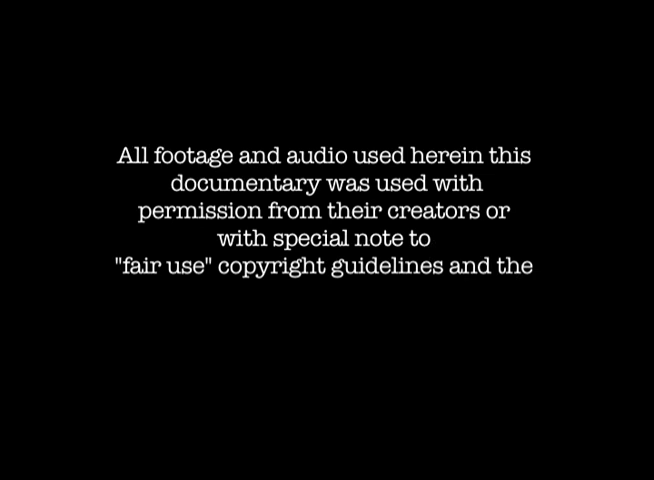 All footage and audio used herein this
documentary was used with
permission from their creators or
with special note to
"fair use" copyright guidelines and the